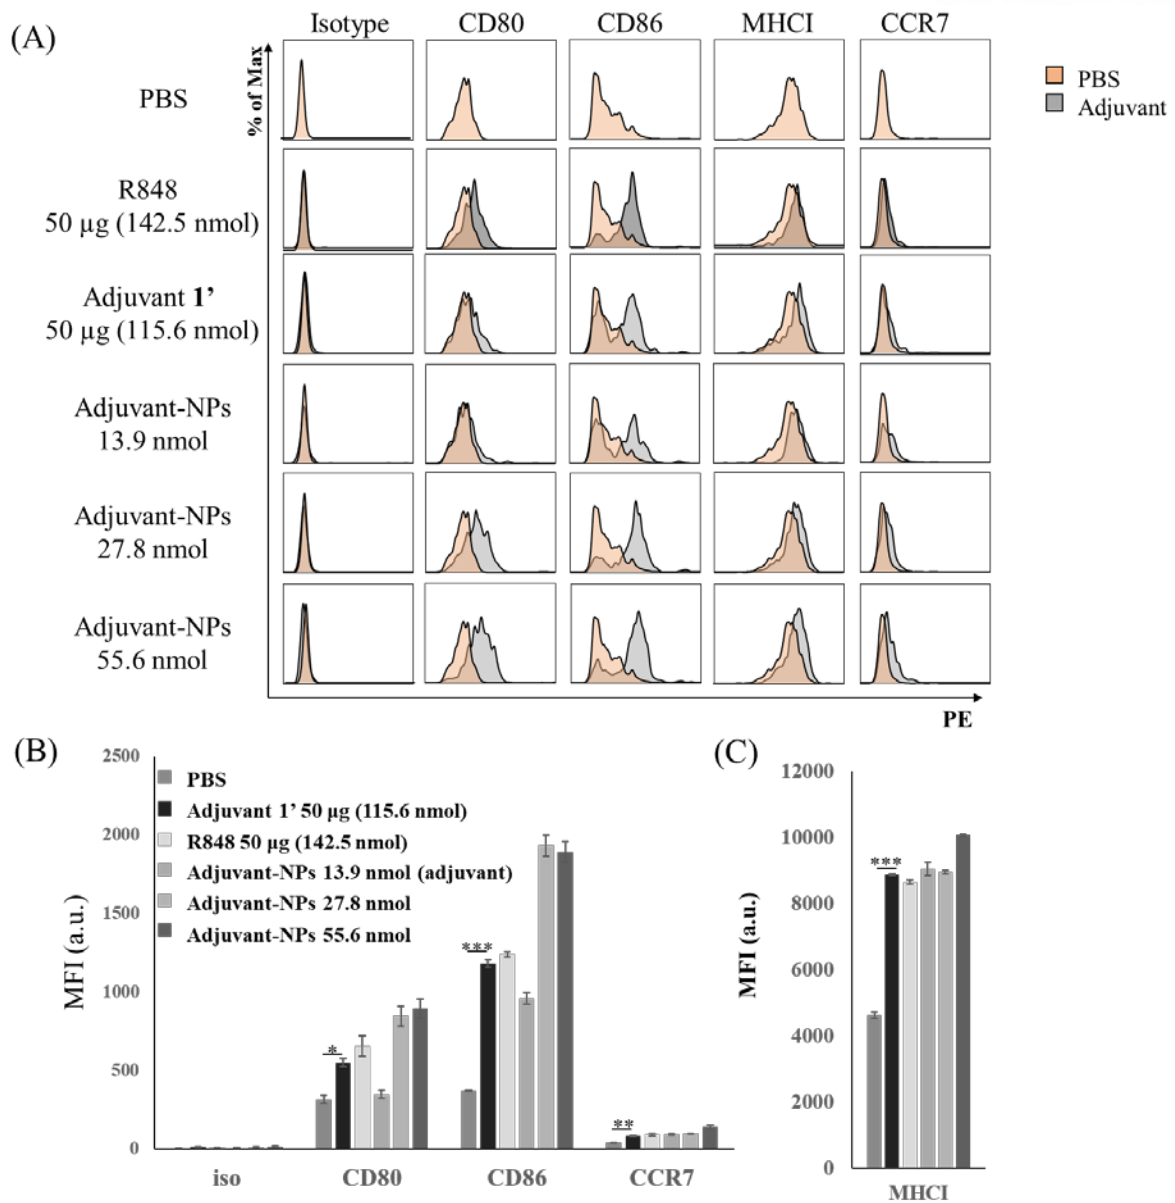 (A)
Isotype CD80 CD86 MHCI CCR7
% of Max
PBS
Adjuvant
PBS
R848
50 µg (142.5 nmol)
Adjuvant 1’
50 µg (115.6 nmol)
Adjuvant-NPs
13.9 nmol
Adjuvant-NPs
27.8 nmol
Adjuvant-NPs
55.6 nmol
PE
(B)
MFI (a.u.)
2500
2000
1500
1000
500
0
PBS
Adjuvant 1’ 50 µg (115.6 nmol)
R848 50 µg (142.5 nmol)
Adjuvant-NPs 13.9 nmol (adjuvant)
Adjuvant-NPs 27.8 nmol
Adjuvant-NPs 55.6 nmol
*
***
**
iso CD80 CD86 CCR7
(C)
MFI (a.u.)
12000
10000
8000
6000
4000
2000
0
***
MHCI